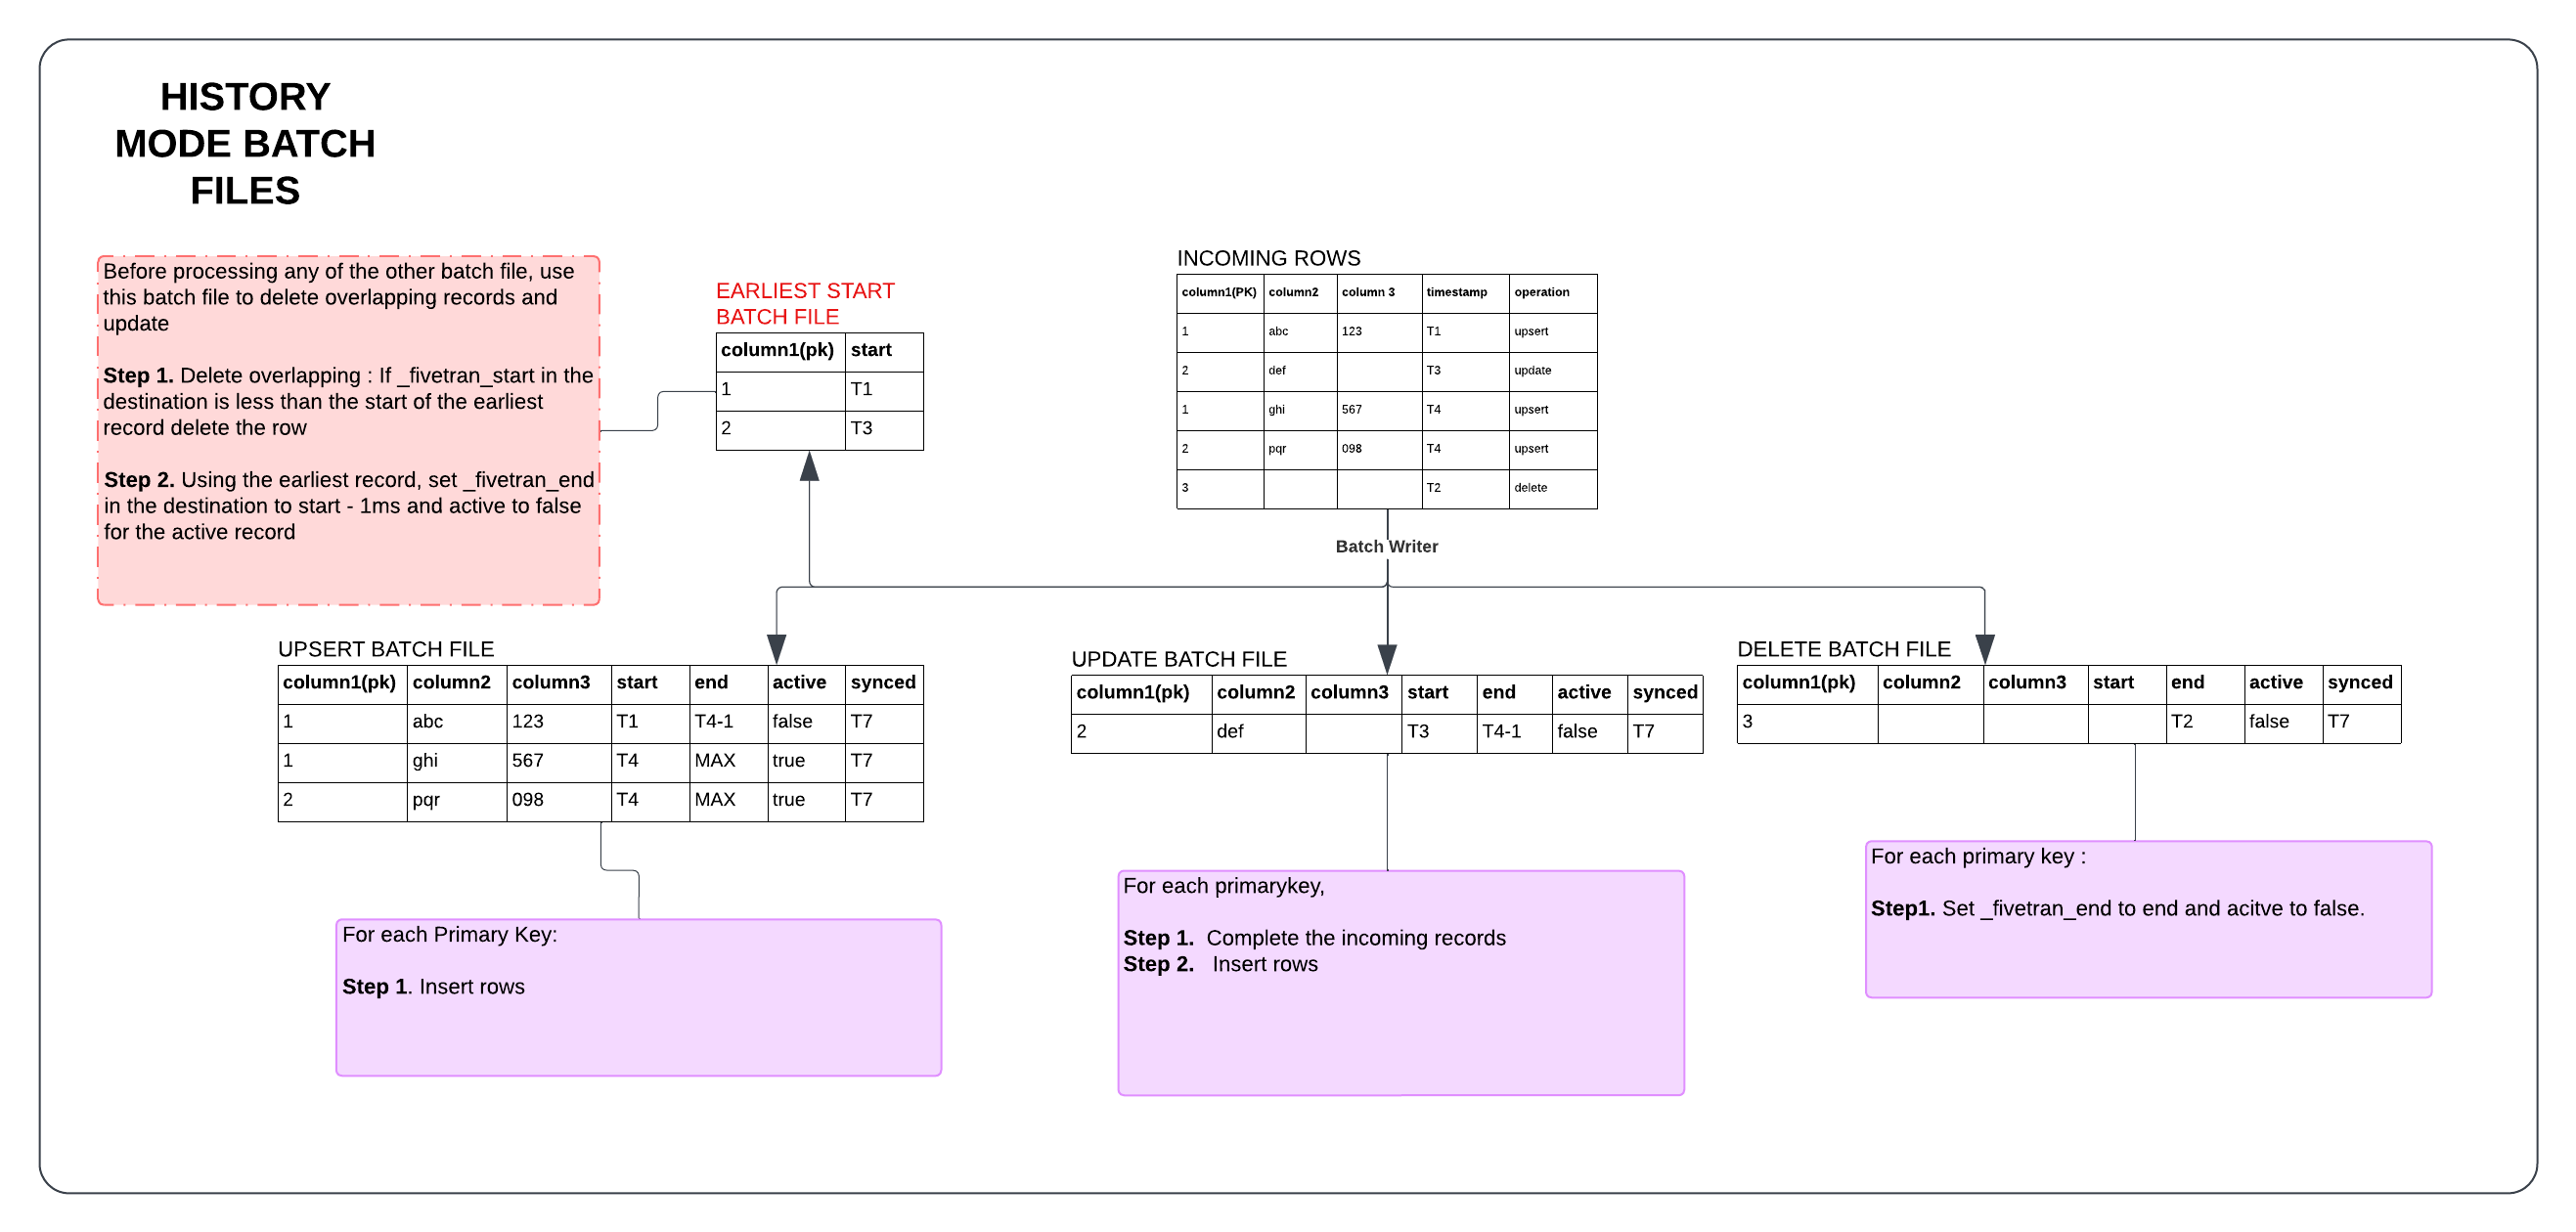 HISTORY
MODE BATCH
FILES
Before processing any of the other batch file, use
this batch file to delete overlapping records and
update
Step 1. Delete overlapping : If _fivetran_start in the
destination is less than the start of the earliest
record delete the row
Step 2. Using the earliest record, set _fivetran_end
in the destination to start - 1ms and active to false
for the active record
EARLIEST START
BATCH FILE
column1(pk) start
1 T1
2 T3
INCOMING ROWS
column1(PK) column2 column 3 timestamp operation
1 abc 123 T1 upsert
2 def T3 update
1 ghi 567 T4 upsert
2 pqr 098 T4 upsert
3 T2 delete
Batch Writer
UPSERT BATCH FILE
column1(pk) column2 column3 start end active synced
1 abc 123 T1 T4-1 false T7
1 ghi 567 T4 MAX true T7
2 pqr 098 T4 MAX true T7
For each Primary Key:
Step 1. Insert rows
UPDATE BATCH FILE
column1(pk) column2 column3 start end active synced
2 def T3 T4-1 false T7
For each primarykey,
Step 1. Complete the incoming records
Step 2. Insert rows
DELETE BATCH FILE
column1(pk) column2 column3 start end active synced
3 T2 false T7
For each primary key :
Step1. Set _fivetran_end to end and acitve to false.